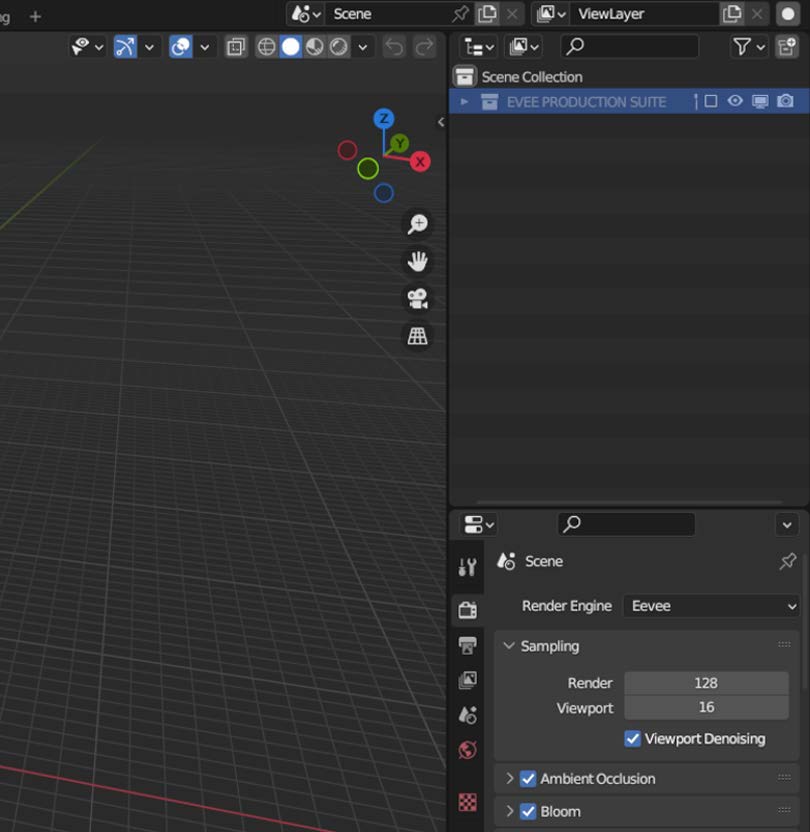 g
Scene
ViewLayer
Scene Collection
EVEE PRODUCTION SUITE
Z
Y
X
Scene
Render Engine Eevee
Sampling
Render 128
Viewport 16
Viewport Denoising
Ambient Occlusion
Bloom